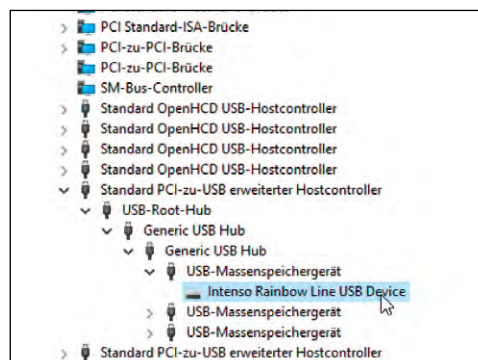 PCI Standard-ISA-Brücke
PCI-zu-PCI-Brücke
PCI-zu-PCI-Brücke
SM-Bus-Controller
Standard OpenHCD USB-Hostcontroller
Standard OpenHCD USB-Hostcontroller
Standard OpenHCD USB-Hostcontroller
Standard OpenHCD USB-Hostcontroller
Standard PCI-zu-USB erweiterter Hostcontroller
USB-Root-Hub
Generic USB Hub
Generic USB Hub
USB-Massenspeichergerät
Intenso Rainbow Line USB Device
USB-Massenspeichergerät
USB-Massenspeichergerät
Standard PCI-zu-USB erweiterter Hostcontroller